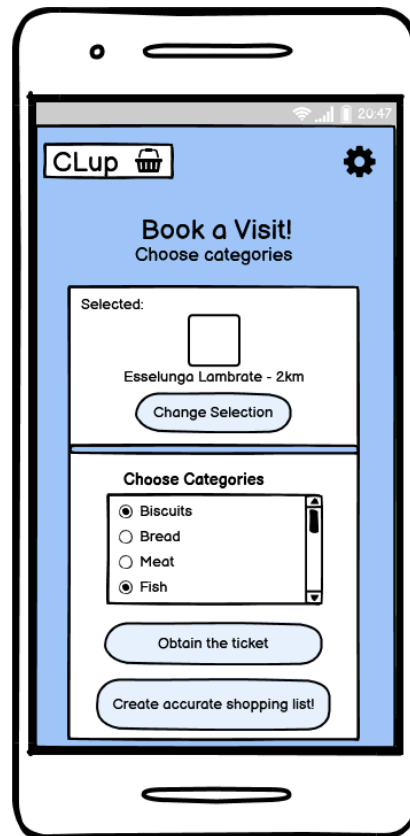 20:47
CLup
Book a Visit!
Choose categories
Selected:
Esselunga Lambrate - 2km
Change Selection
Choose Categories
Biscuits
Bread
Meat
Fish
Obtain the ticket
Create accurate shopping list!